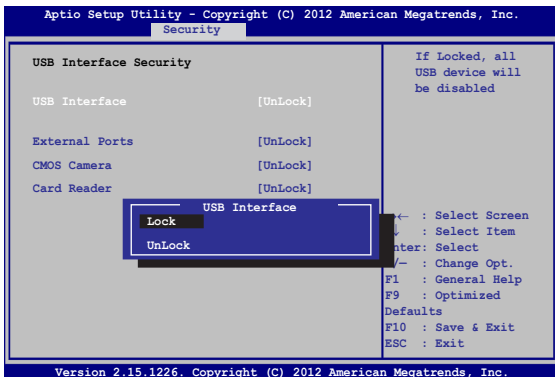 Aptio Setup Utility - Copyright (C) 2012 American Megatrends, Inc.
Security
USB Interface Security
USB Interface [UnLock]
External Ports [UnLock]
CMOS Camera [UnLock]
Card Reader [UnLock]
USB Interface
Lock
UnLock
If Locked, all
USB device will
be disabled
→← : Select Screen
↓ : Select Item
nter: Select
/— : Change Opt.
F1 : General Help
F9 : Optimized
Defaults
F10 : Save & Exit
ESC : Exit
Version 2.15.1226. Copyright (C) 2012 American Megatrends, Inc.